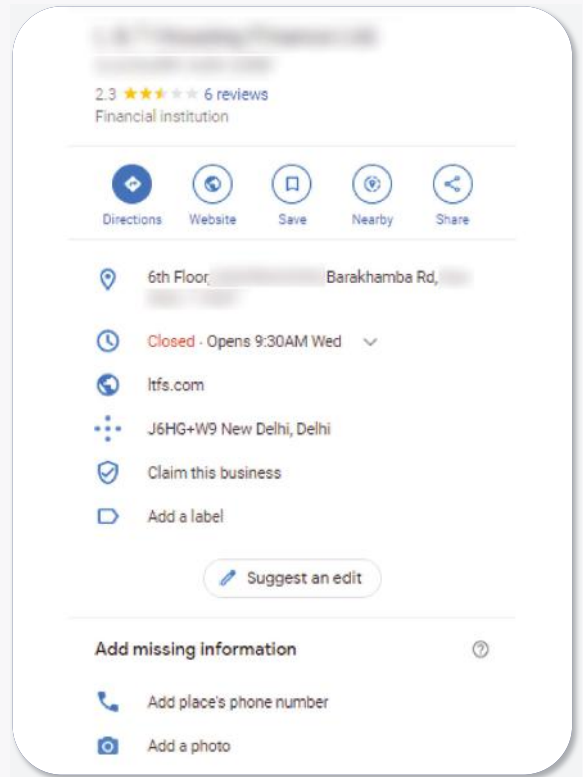 2.3 6 reviews
Financial institution
Directions Website Save Nearby Share
6th Floor, Barakhamba Rd,
Closed · Opens 9:30AM Wed
ltfs.com
J6HG+W9 New Delhi, Delhi
Claim this business
Add a label
Suggest an edit
Add missing information
Add place's phone number
Add a photo